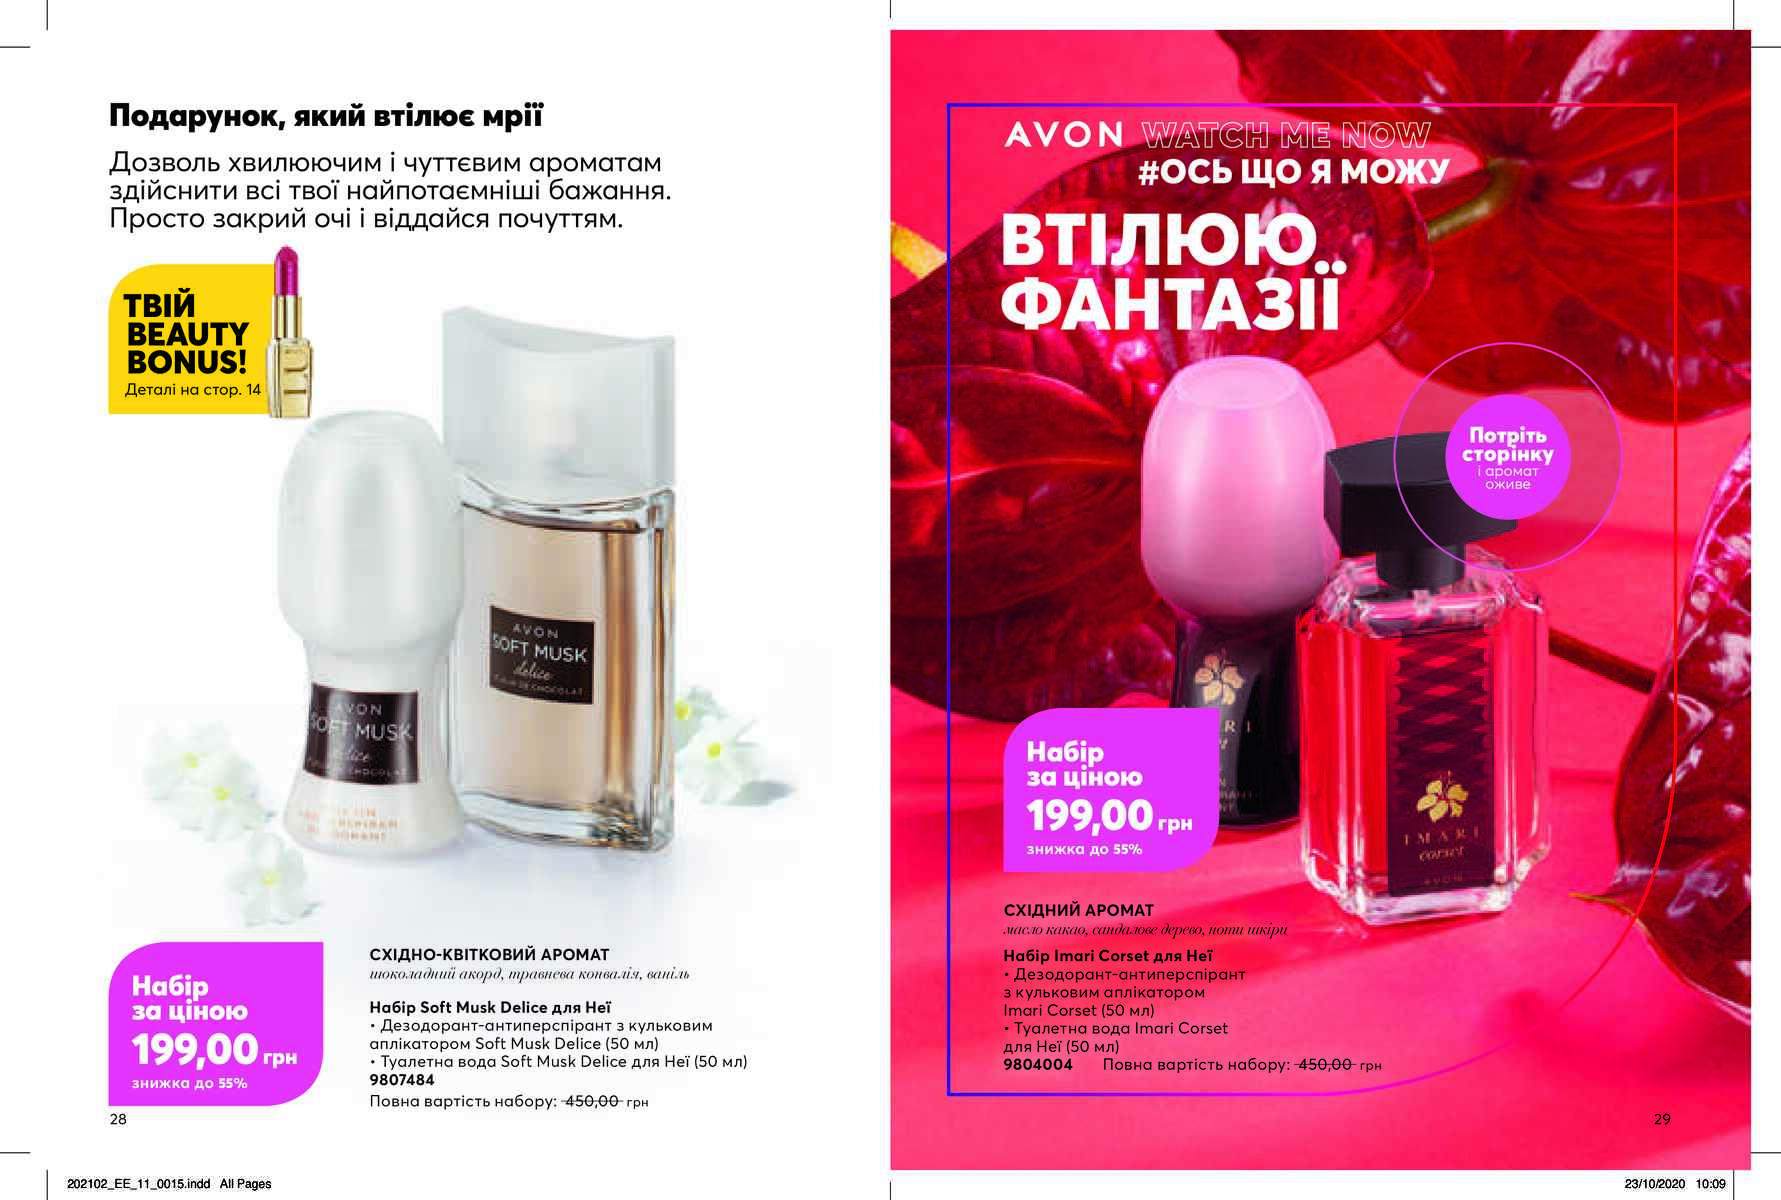 Подарунок, який втілює мрії
Дозволь хвилюючим і чуттєвим ароматам
здійснити всі твої найпотаємніші бажання.
Просто закрий очі і віддайся почуттям.
ТВІЙ
BEAUTY
BONUS!
Деталі на стор. 14
AVON
SOFT MUSK
delice
FLEUR DE CHOCOLAT
AVON
SOFT MUSK
delice
Набір
за ціною
199,00 грн
знижка до 55%
СХІДНО-КВІТКОВИЙ АРОМАТ
шоколадний акорд, травнева конвалія, ваніль
Набір Soft Musk Delice для Неї
• Дезодорант-антиперспірант з кульковим
аплікатором Soft Musk Delice (50 мл)
• Туалетна вода Soft Musk Delice для Неї (50 мл)
9807484
Повна вартість набору: 450,00 грн
28
AVON WATCH ME NOW
#ОСЬ ЩО Я МОЖУ
ВТІЛЮЮ
ФАНТАЗІЇ
Потріть
сторінку
і аромат
оживе
Набір
за ціною
199,00 грн
знижка до 55%
IMARI
corset
AVON
СХІДНИЙ АРОМАТ
масло какао, сандалове дерево, ноти шкіри
Набір Imari Corset для Неї
• Дезодорант-антиперспірант
з кульковим аплікатором
Imari Corset (50 мл)
• Туалетна вода Imari Corset
для Неї (50 мл)
9804004 Повна вартість набору: 450,00 грн
29
202102_EE_11_0015.indd All Pages
23/10/2020 10:09